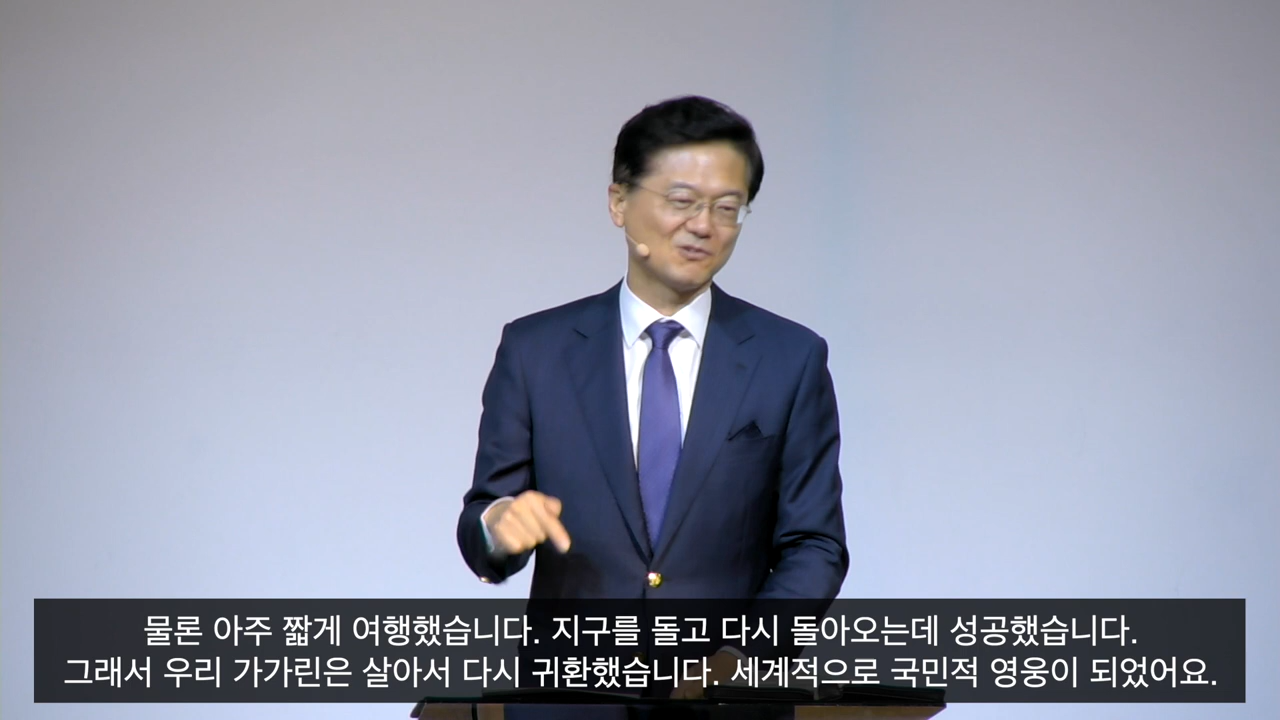 물론 아주 짧게 여행했습니다. 지구를 돌고 다시 돌아오는데 성공했습니다.
그래서 우리 가가린은 살아서 다시 귀환했습니다. 세계적으로 국민적 영웅이 되었어요.